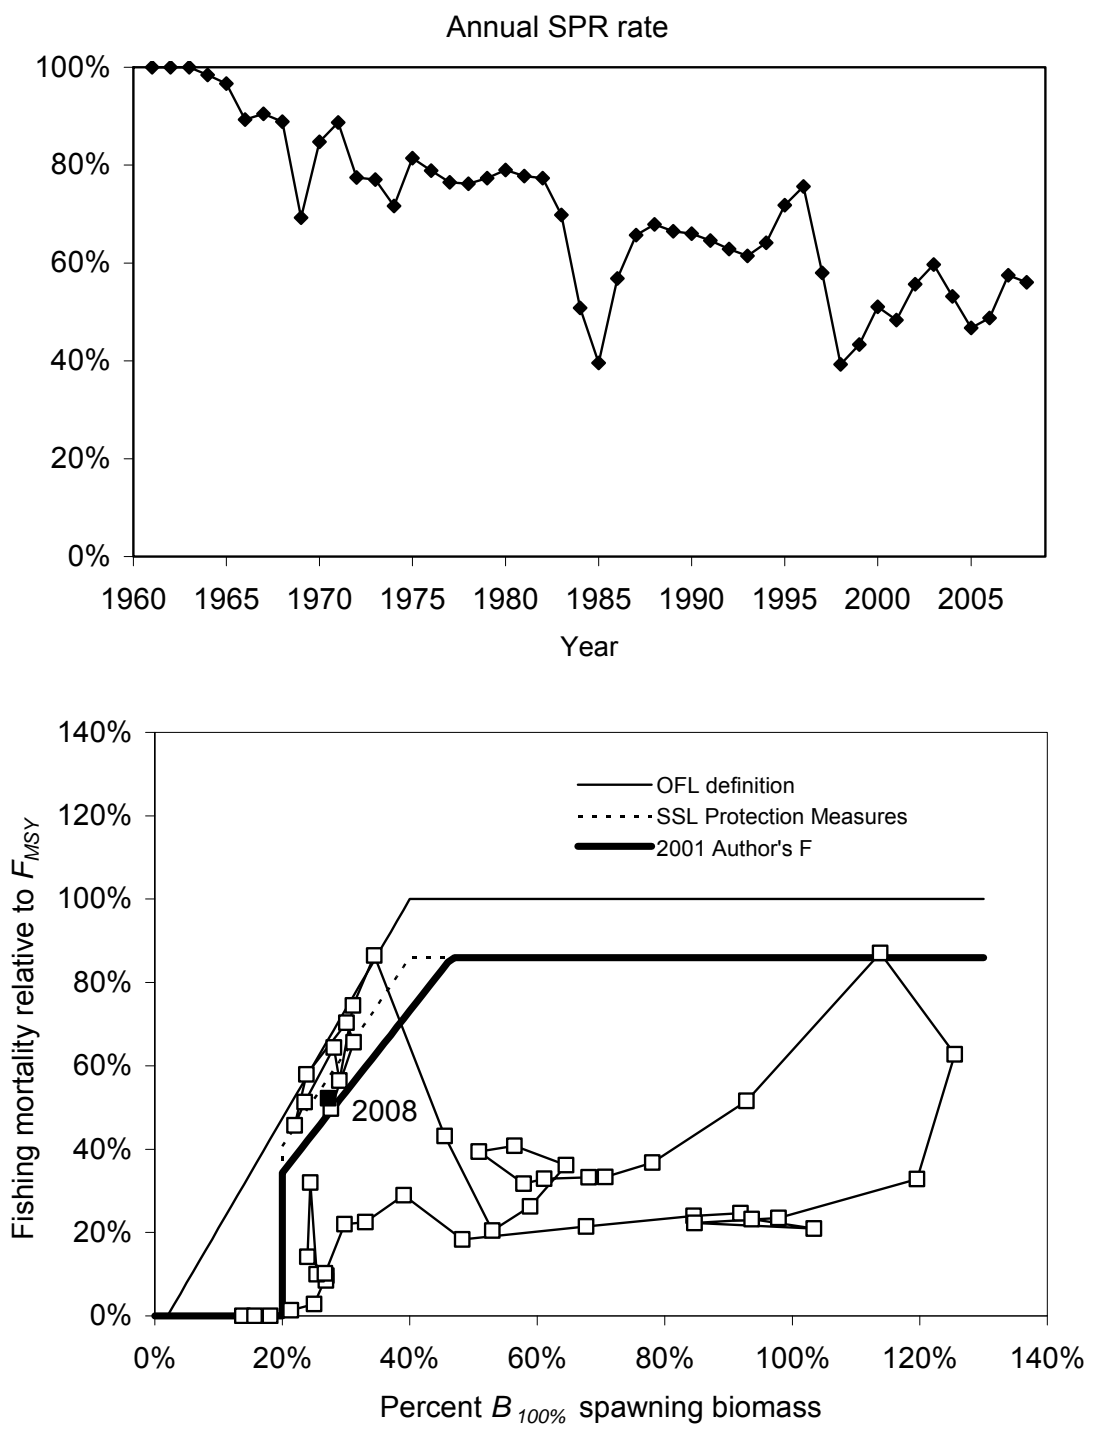 Annual SPR rate
100%
80%
60%
40%
20%
0%
1960 1965 1970 1975 1980 1985 1990 1995 2000 2005
Year
140%
120%
100%
80%
60%
40%
20%
0%
Fishing mortality relative to F_MSY
OFL definition
SSL Protection Measures
2001 Author's F
2008
0% 20% 40% 60% 80% 100% 120% 140%
Percent B_100% spawning biomass